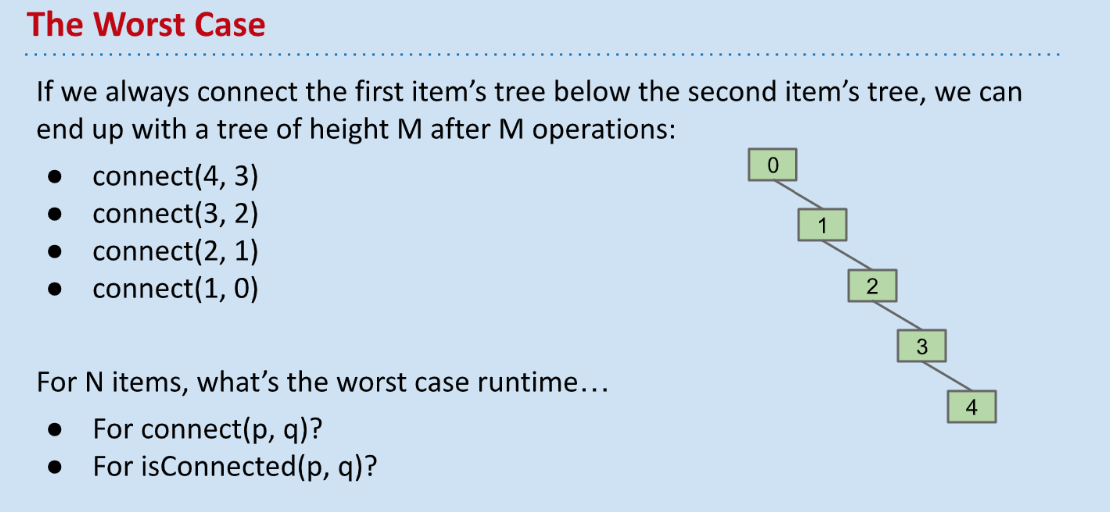 The Worst Case
If we always connect the first item’s tree below the second item’s tree, we can
end up with a tree of height M after M operations:
● connect(4, 3)
● connect(3, 2)
● connect(2, 1)
● connect(1, 0)
For N items, what’s the worst case runtime…
● For connect(p, q)?
● For isConnected(p, q)?
0
1
2
3
4